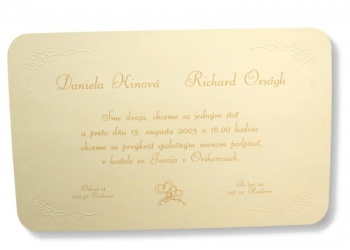 Daniela Kinová Richard Orságh
Sme dvaja, chceme sa jedným stať
a preto dňa 13. augusta 2005 o 16.00 hodine
chceme sa prvýkrát spoločným menom podpísať,
v kostole sv. Juraja v